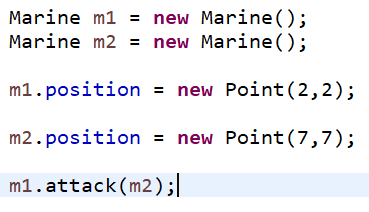 Marine m1 = new Marine();
Marine m2 = new Marine();
m1.position = new Point(2,2);
m2.position = new Point(7,7);
m1.attack(m2);